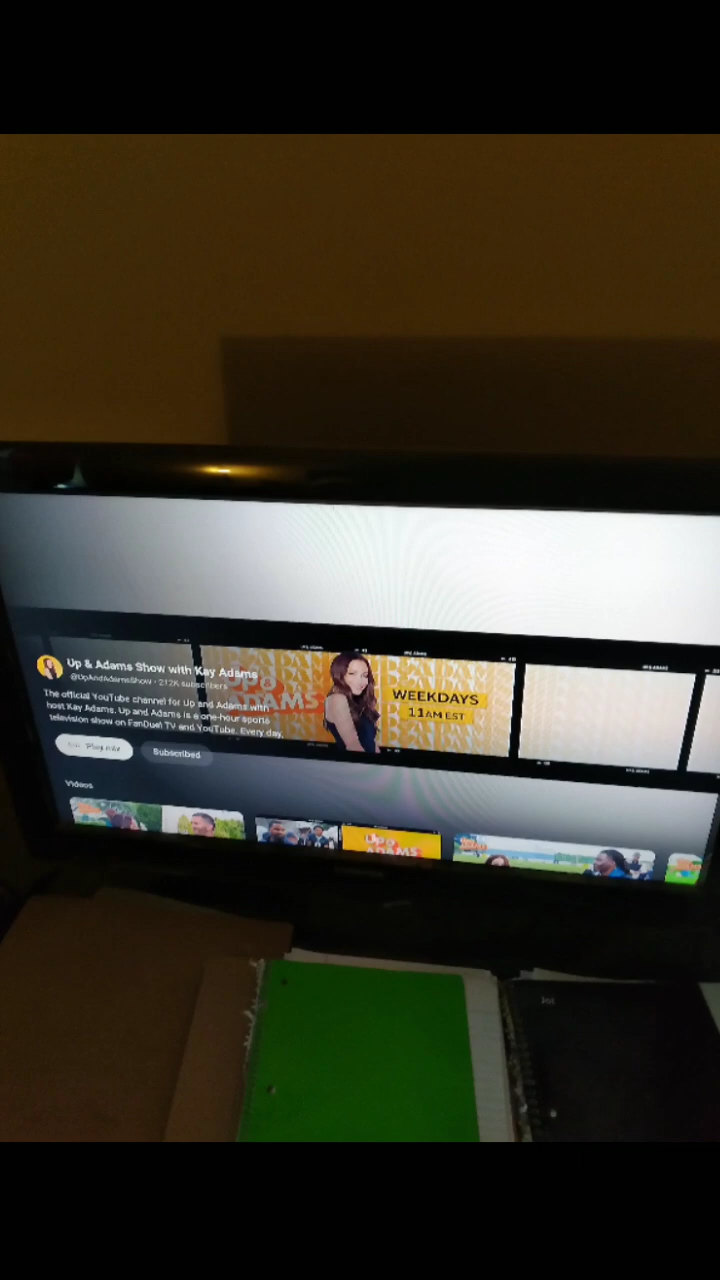 Up & Adams Show with Kay Adams
@UpAndAdamsShow • 212K subscribers
The official YouTube channel for Up and Adams with
host Kay Adams. Up and Adams is a one-hour sports
television show on FanDuel TV and YouTube. Every day,
Up &
ADAMS
WEEKDAYS
11AM EST
Subscribed
Videos
Up &
ADAMS